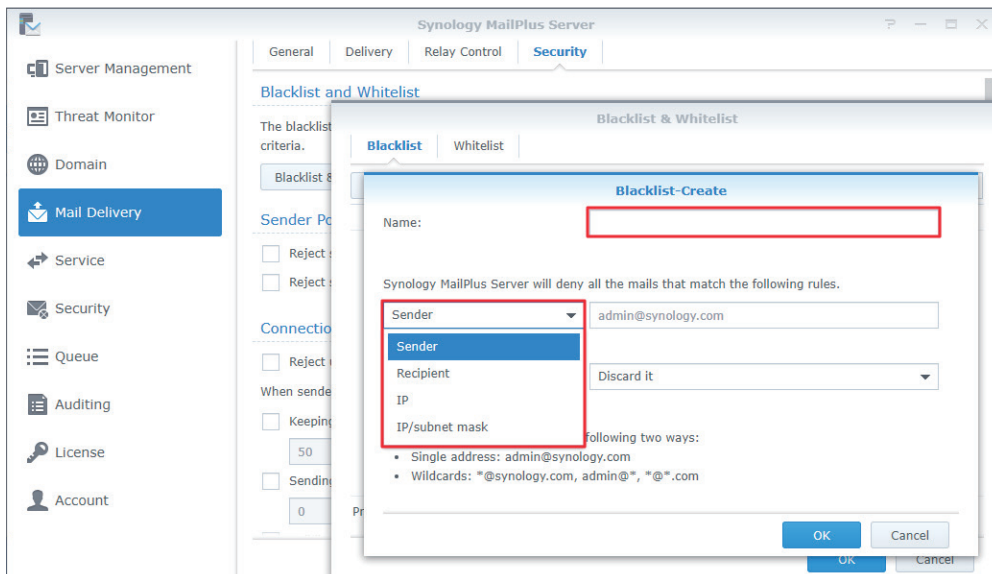 Synology MailPlus Server
Server Management
Threat Monitor
Domain
Mail Delivery
Service
Security
Queue
Auditing
License
Account
General Delivery Relay Control Security
Blacklist and Whitelist
The blacklist
criteria.
Blacklist &
Sender Po
Reject
Reject
Connectio
Reject
When sende
Keeping
50
Sending
0
Blacklist & Whitelist
Blacklist Whitelist
Pr
OK Cancel
Blacklist-Create
Name:
Synology MailPlus Server will deny all the mails that match the following rules.
Sender admin@synology.com
Sender
Recipient
IP
IP/subnet mask
Discard it
following two ways:
• Single address: admin@synology.com
• Wildcards: *@synology.com, admin@*, *@*.com
OK Cancel